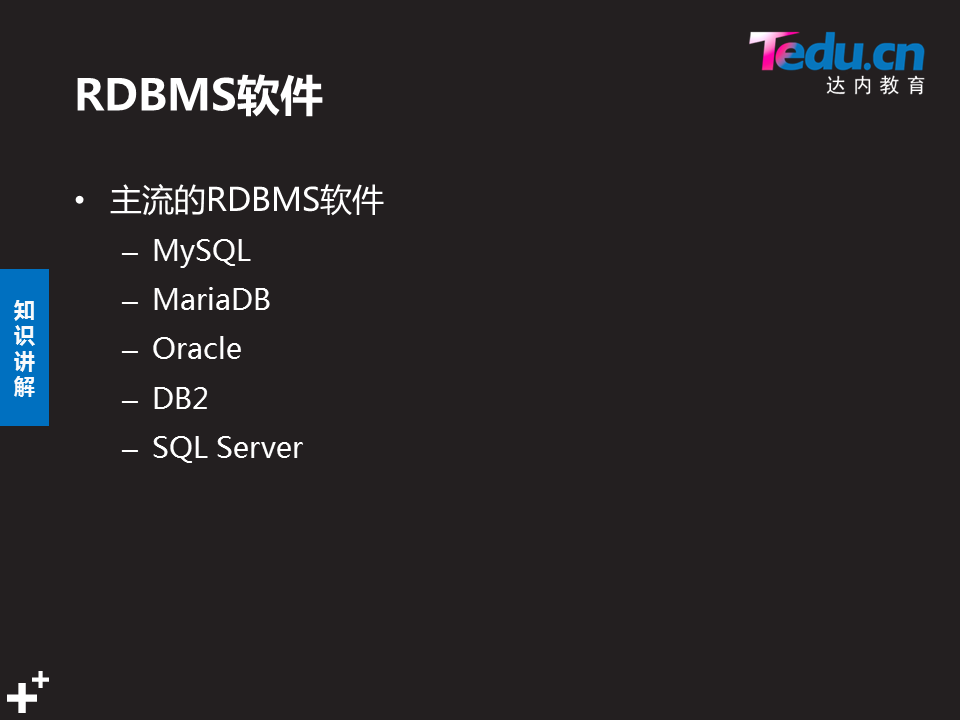 Tedu.cn
达内教育
RDBMS软件
• 主流的RDBMS软件
– MySQL
– MariaDB
– Oracle
– DB2
– SQL Server
知识讲解